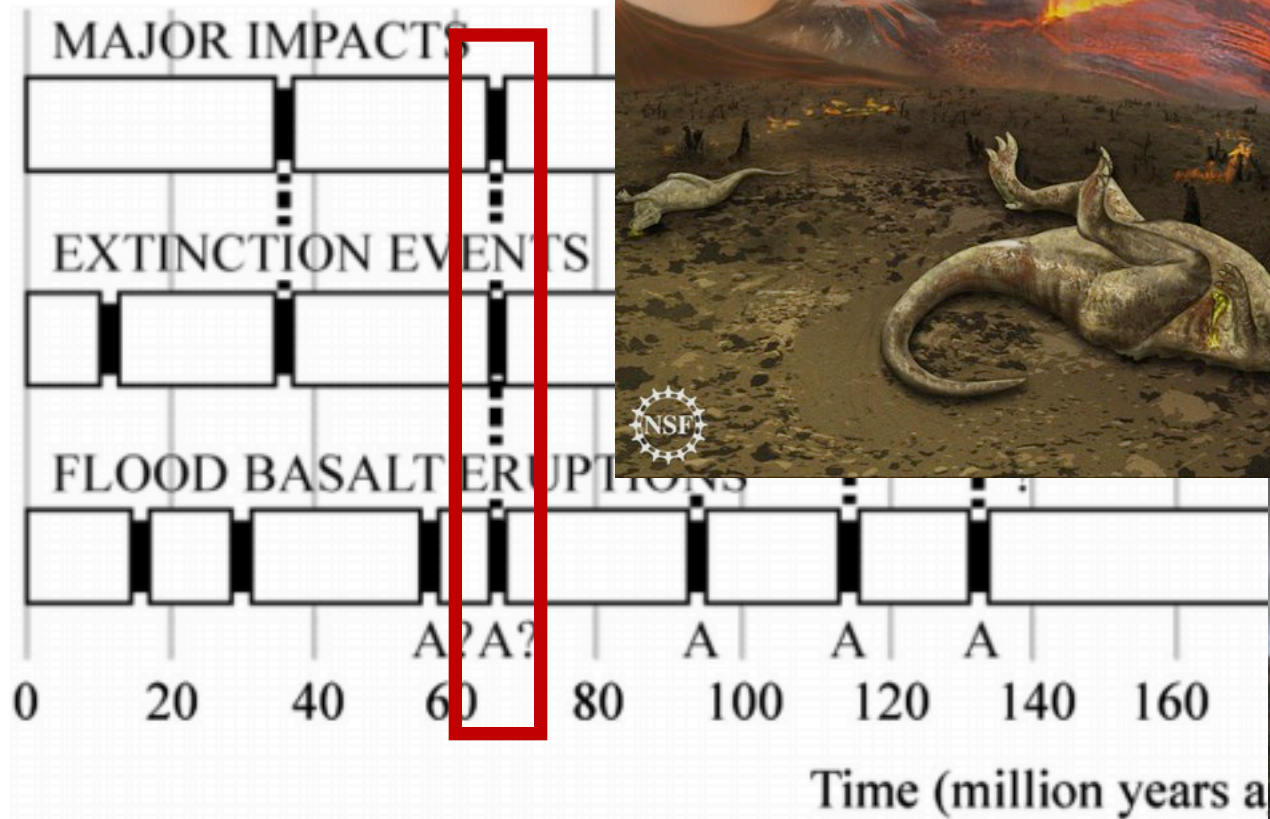 MAJOR IMPACTS
EXTINCTION EVENTS
NSF
FLOOD BASALT ERUPTIONS
?
A? A? A A A
0 20 40 60 80 100 120 140 160
Time (million years a